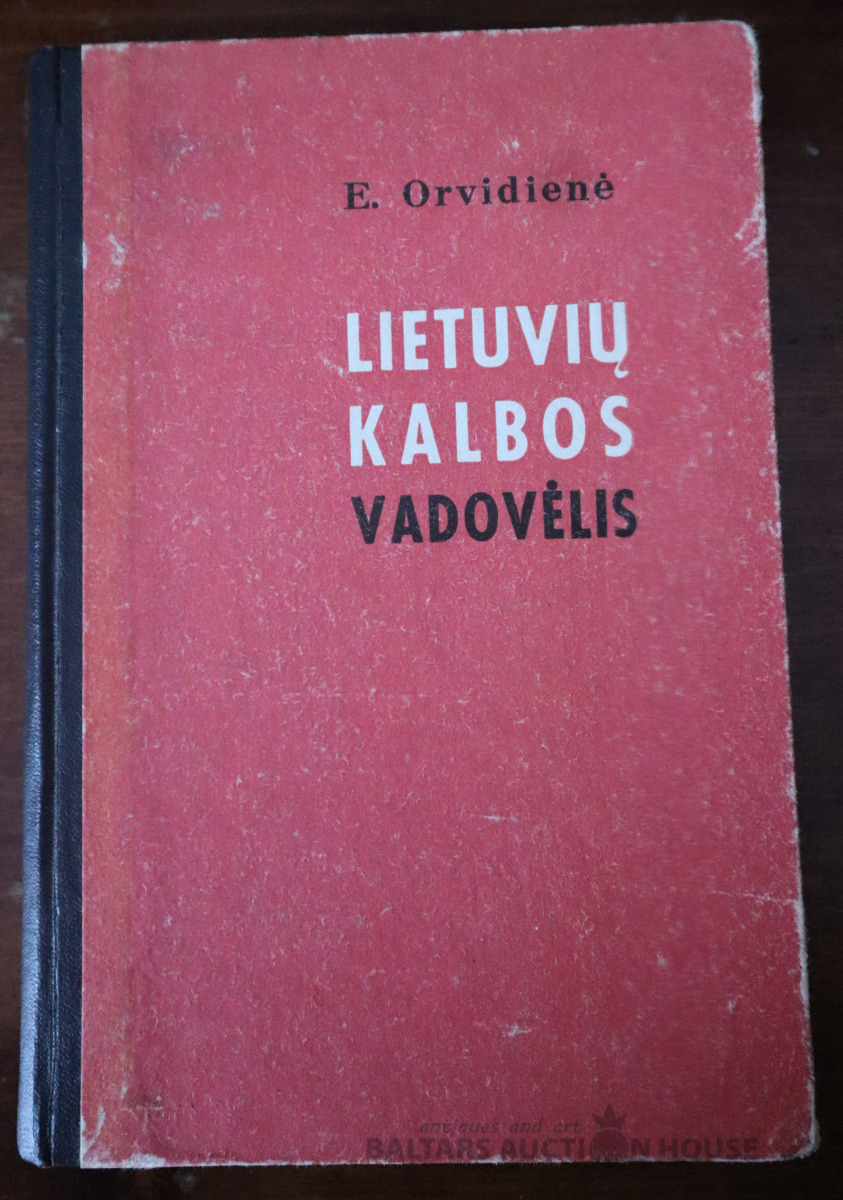 E. Orvidienė
LIETUVIŲ
KALBOS
VADOVĖLIS
antiques and art
BALTARS AUCTION HOUSE